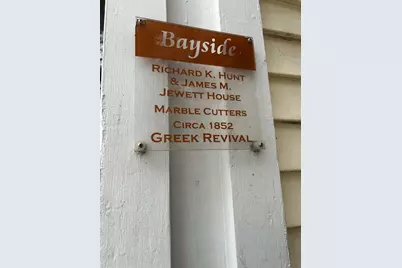 Bayside
Richard K. Hunt
& James M.
Jewett House
Marble Cutters
Circa 1852
Greek Revival